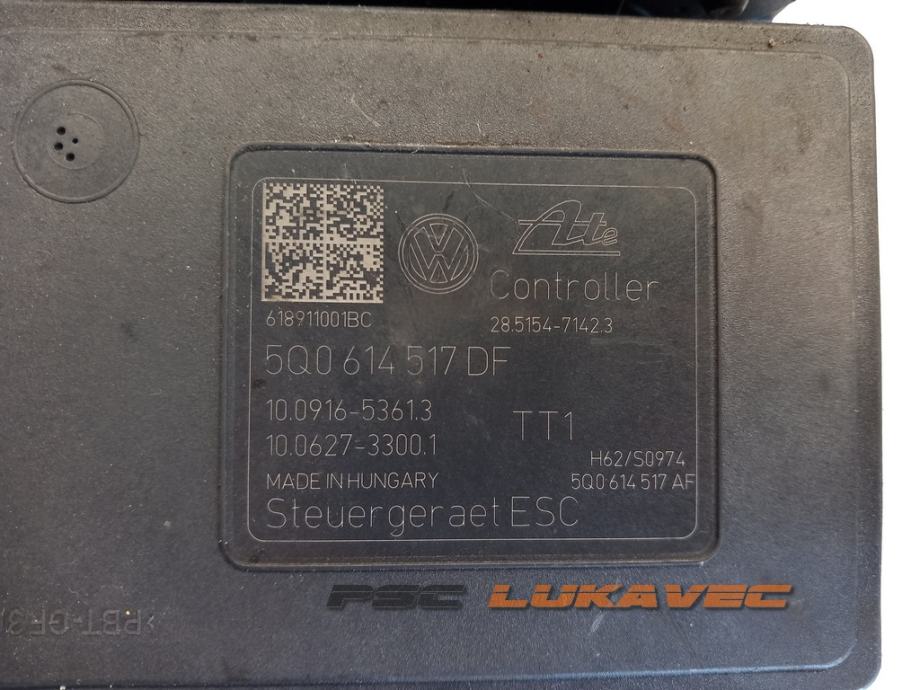 Ate
Controller
618911001BC
28.5154-7142.3
5Q0 614 517 DF
10.0916-5361.3
TT1
10.0627-3300.1
H62/S0974
MADE IN HUNGARY
5Q0 614 517 AF
Steuergeraet ESC
PSC LUKAVEC